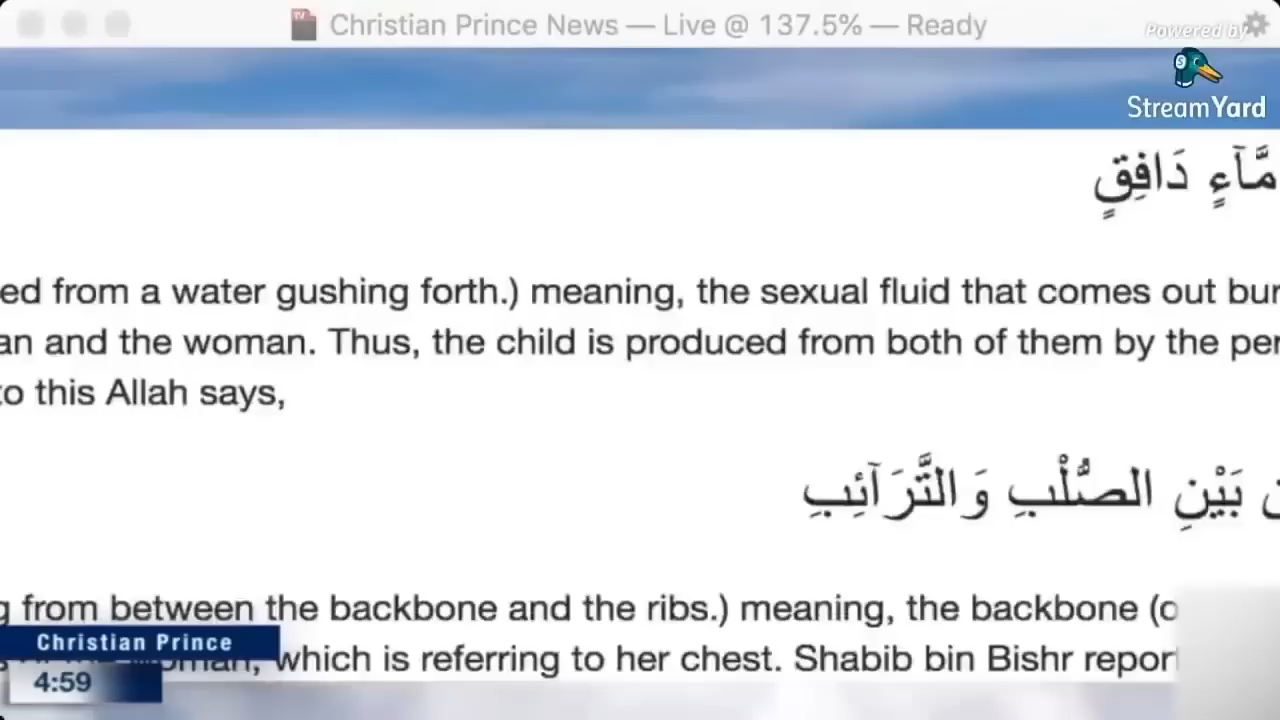 Christian Prince News — Live @ 137.5% — Ready
Powered by
StreamYard
مَّآءٍ دَافِقٍ
ed from a water gushing forth.) meaning, the sexual fluid that comes out bur
an and the woman. Thus, the child is produced from both of them by the per
to this Allah says,
بَيْنِ الصُّلْبِ وَالتَّرَآئِبِ
g from between the backbone and the ribs.) meaning, the backbone (o
Christian Prince
woman, which is referring to her chest. Shabib bin Bishr report
4:59